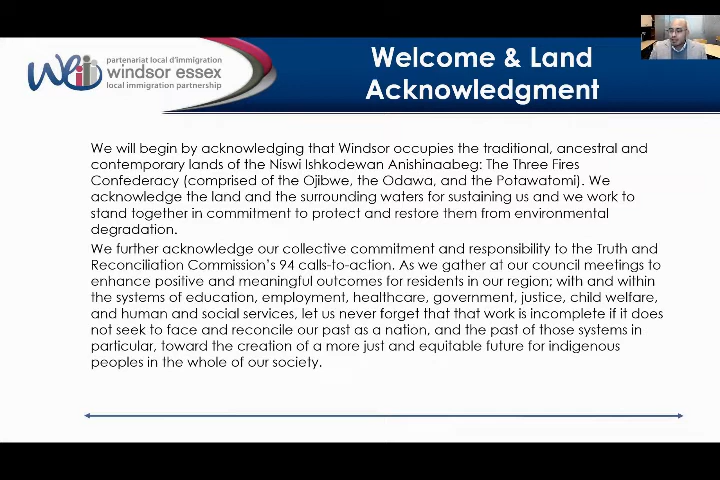 Welcome & Land
Acknowledgment
weii
partenariat local d'immigration
windsor essex
local immigration partnership
We will begin by acknowledging that Windsor occupies the traditional, ancestral and
contemporary lands of the Niswi Ishkodewan Anishinaabeg: The Three Fires
Confederacy (comprised of the Ojibwe, the Odawa, and the Potawatomi). We
acknowledge the land and the surrounding waters for sustaining us and we work to
stand together in commitment to protect and restore them from environmental
degradation.
We further acknowledge our collective commitment and responsibility to the Truth and
Reconciliation Commission's 94 calls-to-action. As we gather at our council meetings to
enhance positive and meaningful outcomes for residents in our region; with and within
the systems of education, employment, healthcare, government, justice, child welfare,
and human and social services, let us never forget that that work is incomplete if it does
not seek to face and reconcile our past as a nation, and the past of those systems in
particular, toward the creation of a more just and equitable future for indigenous
peoples in the whole of our society.